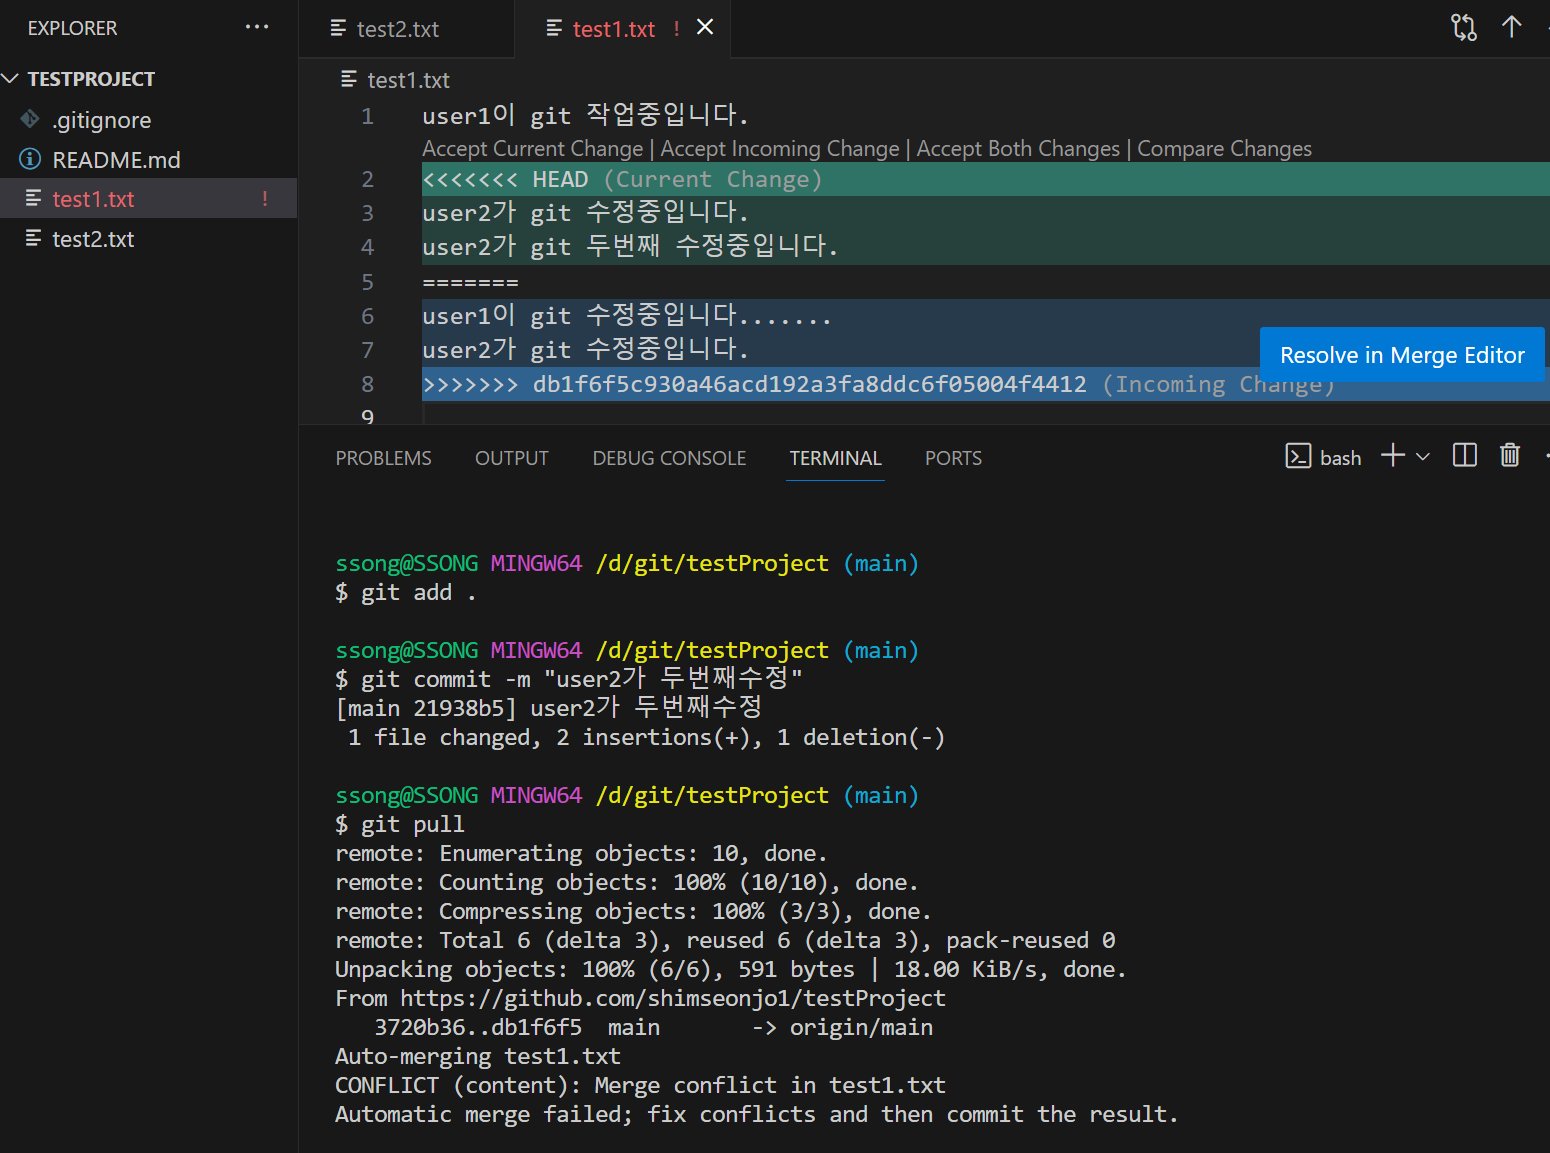 EXPLORER
TESTPROJECT
.gitignore
README.md
test1.txt !
test2.txt
test2.txt
test1.txt !
test1.txt
1 user1이 git 작업중입니다.
Accept Current Change | Accept Incoming Change | Accept Both Changes | Compare Changes
2 <<<<<<< HEAD (Current Change)
3 user2가 git 수정중입니다.
4 user2가 git 두번째 수정중입니다.
5 =======
6 user1이 git 수정중입니다.......
7 user2가 git 수정중입니다.
Resolve in Merge Editor
8 >>>>>>> db1f6f5c930a46acd192a3fa8ddc6f05004f4412 (Incoming Change)
9
PROBLEMS OUTPUT DEBUG CONSOLE TERMINAL PORTS
bash
ssong@SSONG MINGW64 /d/git/testProject (main)
$ git add .
ssong@SSONG MINGW64 /d/git/testProject (main)
$ git commit -m "user2가 두번째수정"
[main 21938b5] user2가 두번째수정
1 file changed, 2 insertions(+), 1 deletion(-)
ssong@SSONG MINGW64 /d/git/testProject (main)
$ git pull
remote: Enumerating objects: 10, done.
remote: Counting objects: 100% (10/10), done.
remote: Compressing objects: 100% (3/3), done.
remote: Total 6 (delta 3), reused 6 (delta 3), pack-reused 0
Unpacking objects: 100% (6/6), 591 bytes | 18.00 KiB/s, done.
From https://github.com/shimseonjo1/testProject
3720b36..db1f6f5 main -> origin/main
Auto-merging test1.txt
CONFLICT (content): Merge conflict in test1.txt
Automatic merge failed; fix conflicts and then commit the result.